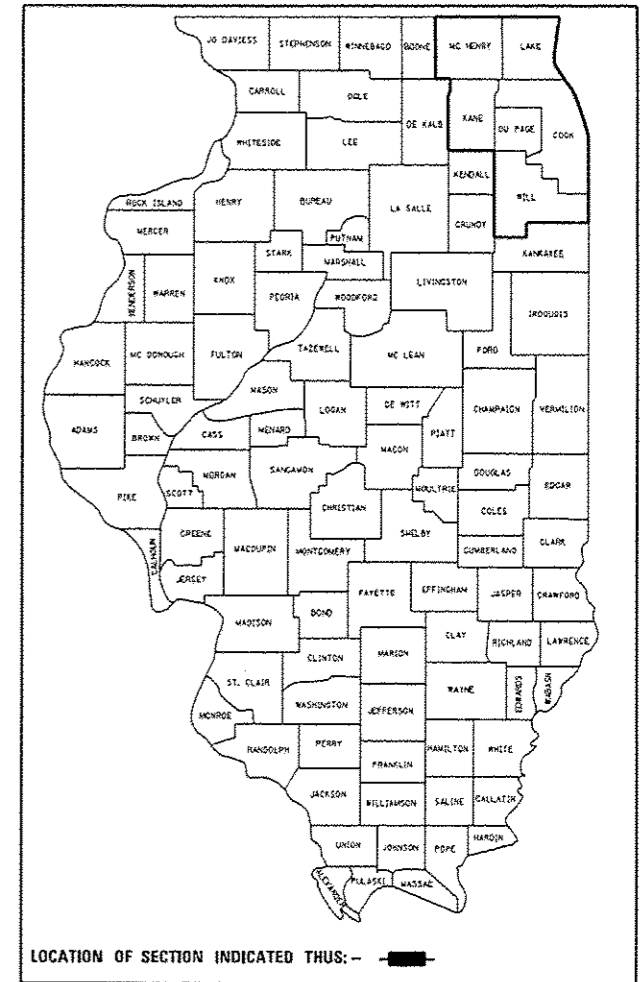 JO DAVIESS STEPHENSON WINNEBAGO BOONE MC HENRY LAKE
CARROLL OGLE DE KALB KANE DU PAGE COOK
WHITESIDE LEE KENDALL WILL
ROCK ISLAND HENRY BUREAU LA SALLE GRUNDY
MERCER PUTNAM KANKAKEE
HENDERSON WARREN KNOX STARK MARSHALL LIVINGSTON
PEORIA WOODFORD IROQUOIS
HANCOCK MC DONOUGH FULTON TAZEWELL MC LEAN FORD
SCHUYLER MASON LOGAN DE WITT CHAMPAIGN VERMILION
ADAMS BROWN CASS MENARD PIATT
MACON
PIKE SCOTT MORGAN SANGAMON MOULTRIE DOUGLAS EDGAR
CHRISTIAN COLES
CALHOUN GREENE MACOUPIN MONTGOMERY SHELBY CUMBERLAND CLARK
JERSEY
MADISON BOND FAYETTE EFFINGHAM JASPER CRAWFORD
CLINTON MARION CLAY RICHLAND LAWRENCE
ST. CLAIR WASHINGTON JEFFERSON WAYNE EDWARDS WABASH
MONROE
RANDOLPH PERRY FRANKLIN HAMILTON WHITE
JACKSON WILLIAMSON SALINE GALLATIN
UNION JOHNSON POPE HARDIN
ALEXANDER PULASKI MASSAC
LOCATION OF SECTION INDICATED THUS: -